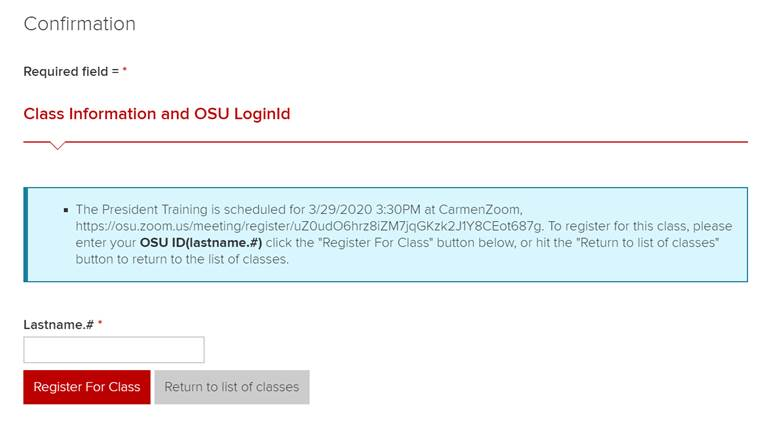 Confirmation
Required field = *
Class Information and OSU LoginId
▪ The President Training is scheduled for 3/29/2020 3:30PM at CarmenZoom,
https://osu.zoom.us/meeting/register/uZ0udO6hrz8iZM7jqGKzk2J1Y8CEot687g. To register for this class, please
enter your OSU ID(lastname.#) click the "Register For Class" button below, or hit the "Return to list of classes"
button to return to the list of classes.
Lastname.# *
Register For Class Return to list of classes